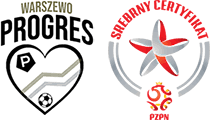 WARSZEWO
PROGRES
P
SREBRNY CERTYFIKAT
PZPN